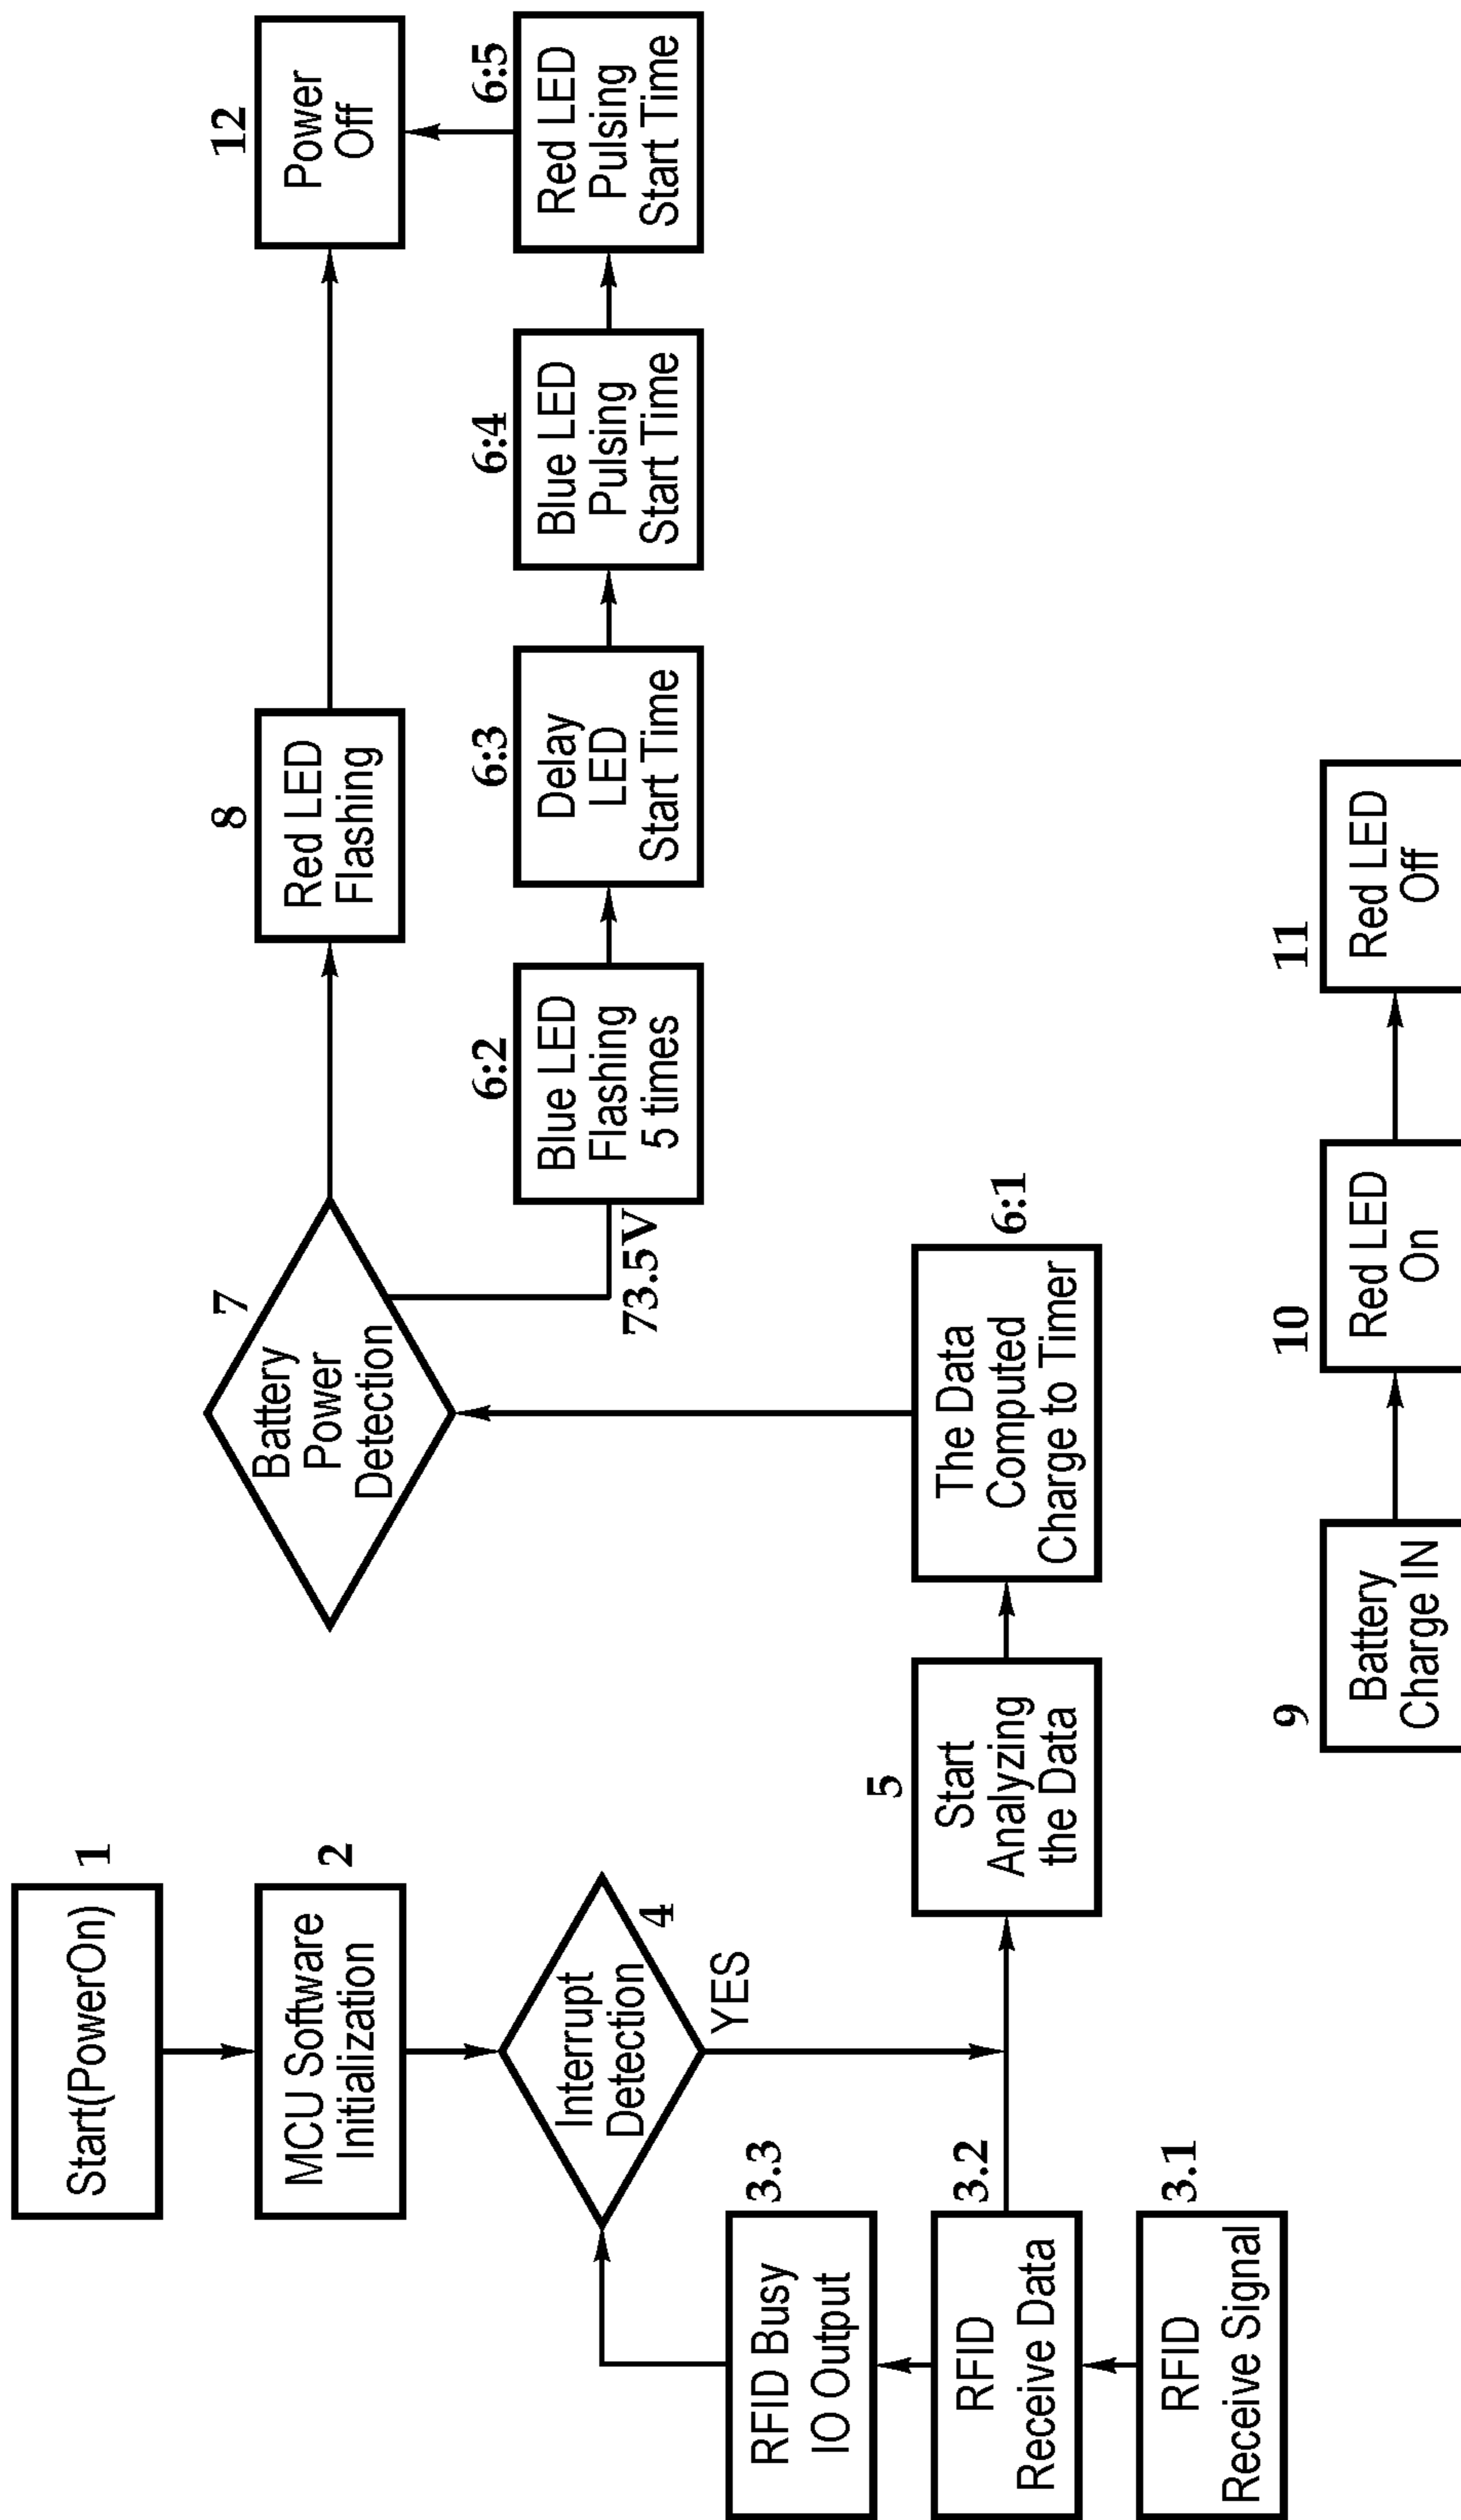 1
Start(PowerOn)
2
MCU Software
Initialization
Interrupt
Detection
4
YES
3.3
RFID Busy
IO Output
3.2
RFID
Receive Data
3.1
RFID
Receive Signal
5
Start
Analyzing
the Data
6:1
The Data
Computed
Charge to Timer
7
Battery
Power
Detection
73.5V
8
Red LED
Flashing
12
Power
Off
6:2
Blue LED
Flashing
5 times
6:3
Delay
LED
Start Time
6:4
Blue LED
Pulsing
Start Time
6:5
Red LED
Pulsing
Start Time
9
Battery
Charge IN
10
Red LED
On
11
Red LED
Off